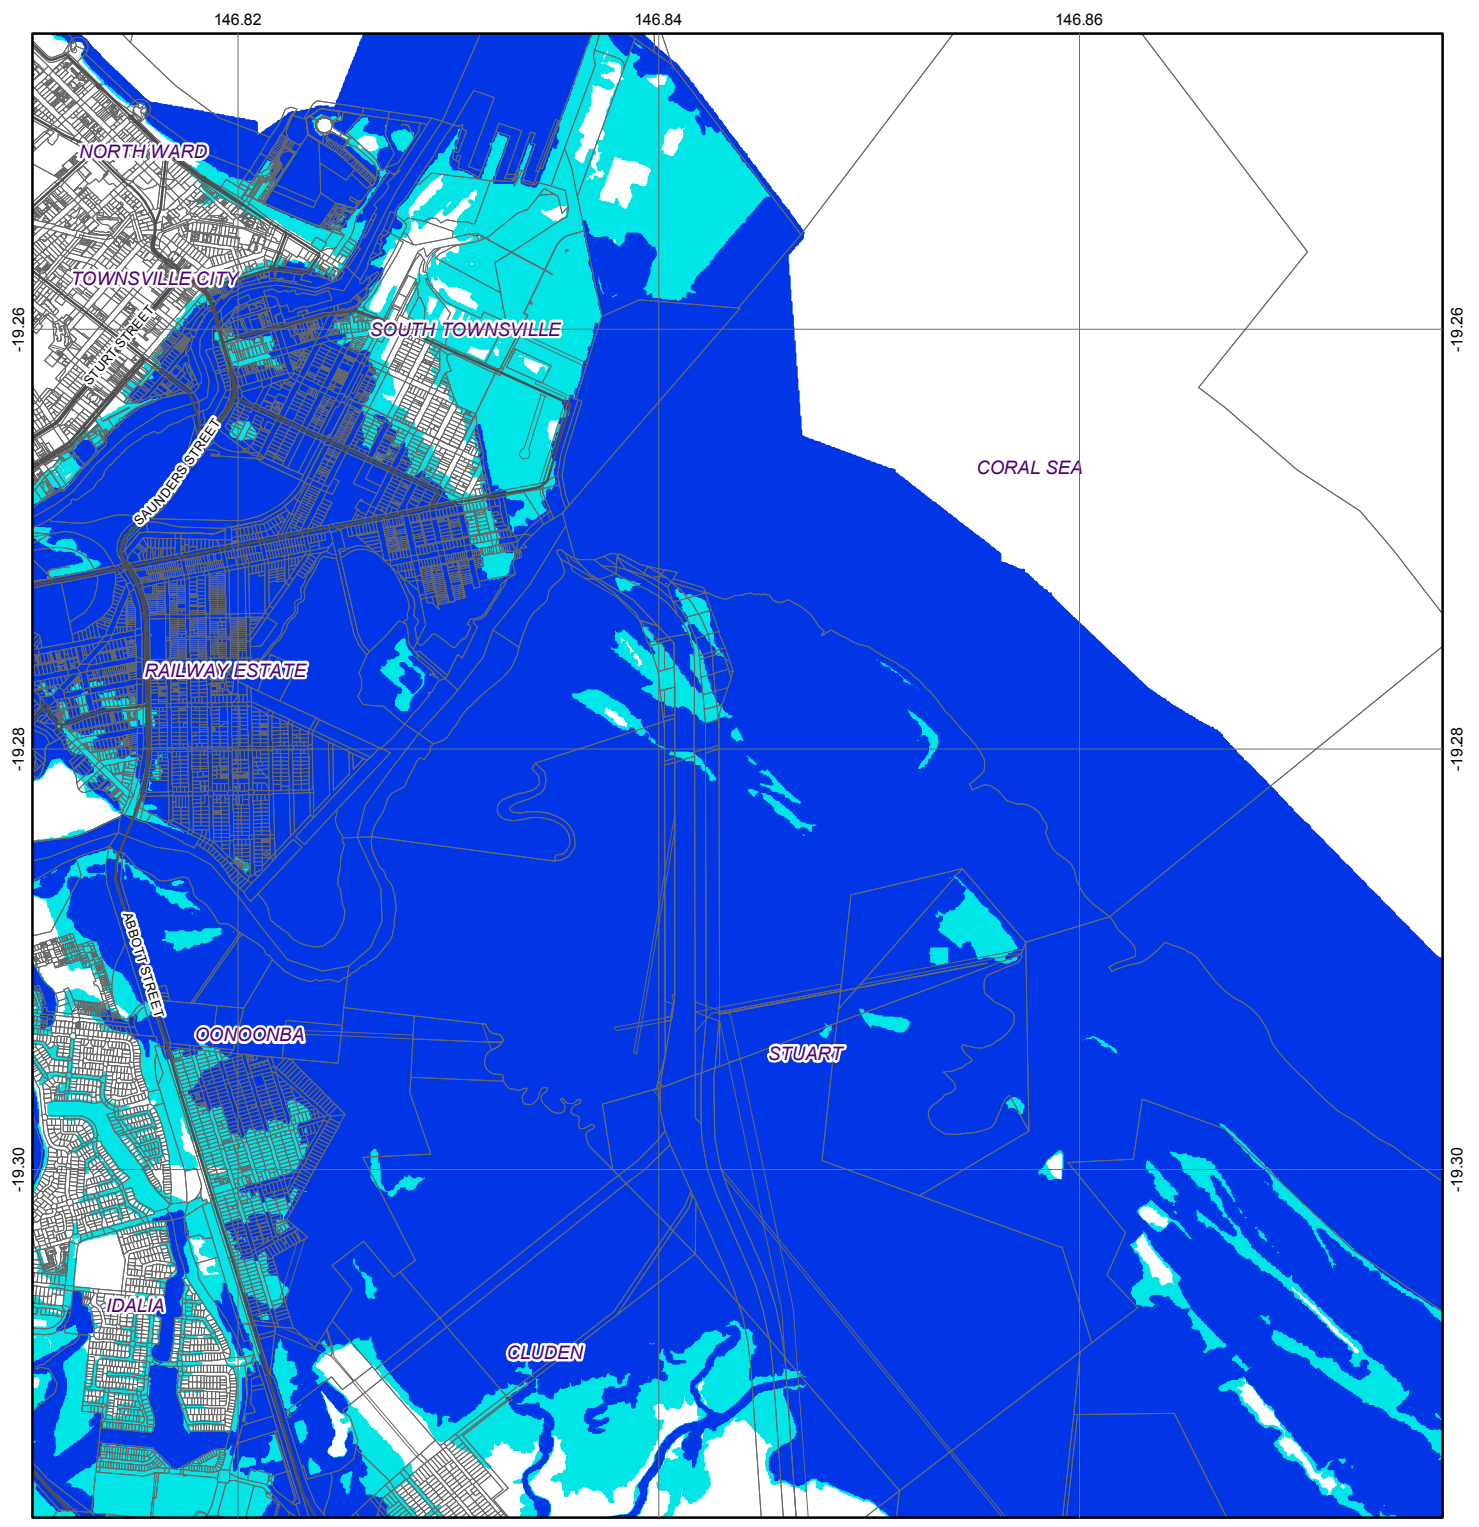 146.82 146.84 146.86
NORTH WARD
TOWNSVILLE CITY
STURT STREET
SOUTH TOWNSVILLE
-19.26 -19.26
SAUNDERS STREET
CORAL SEA
RAILWAY ESTATE
-19.28 -19.28
ABBOTT STREET
OONOONBA
STUART
-19.30 -19.30
IDALIA
CLUDEN